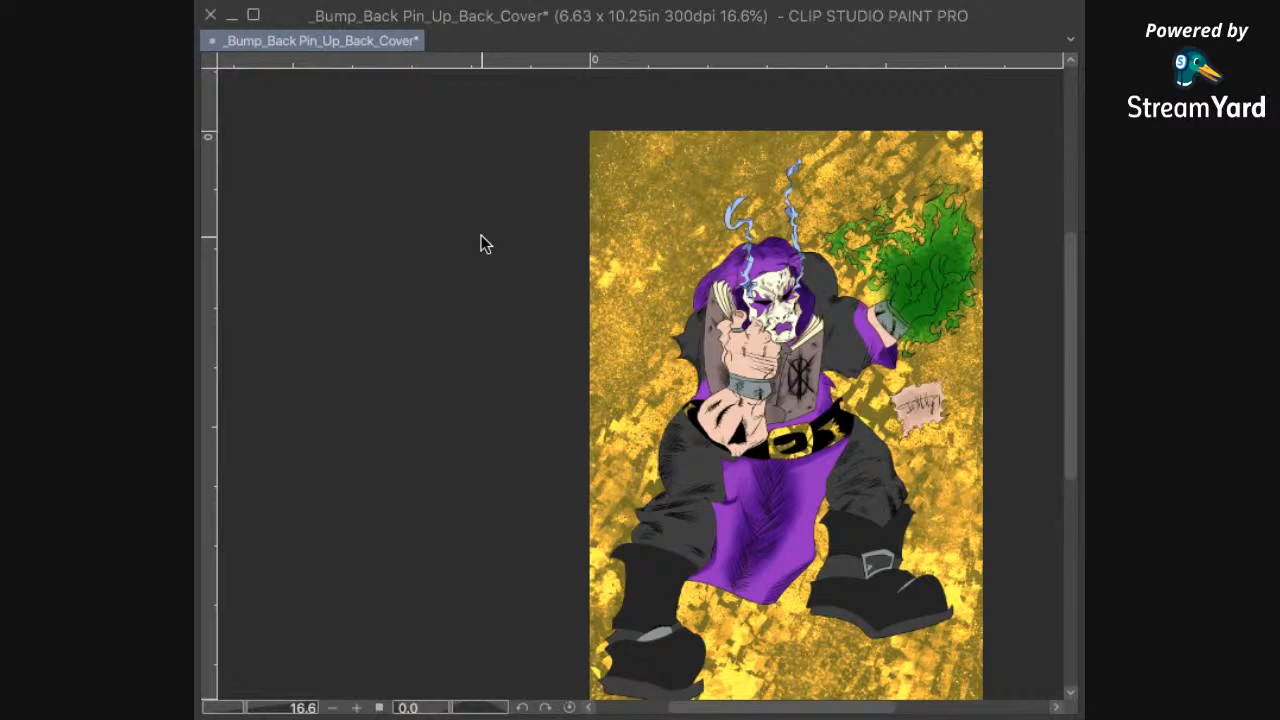 _Bump_Back Pin_Up_Back_Cover* (6.63 x 10.25in 300dpi 16.6%) - CLIP STUDIO PAINT PRO
Powered by
S
StreamYard
_Bump_Back Pin_Up_Back_Cover*
0
0
16.6
0.0